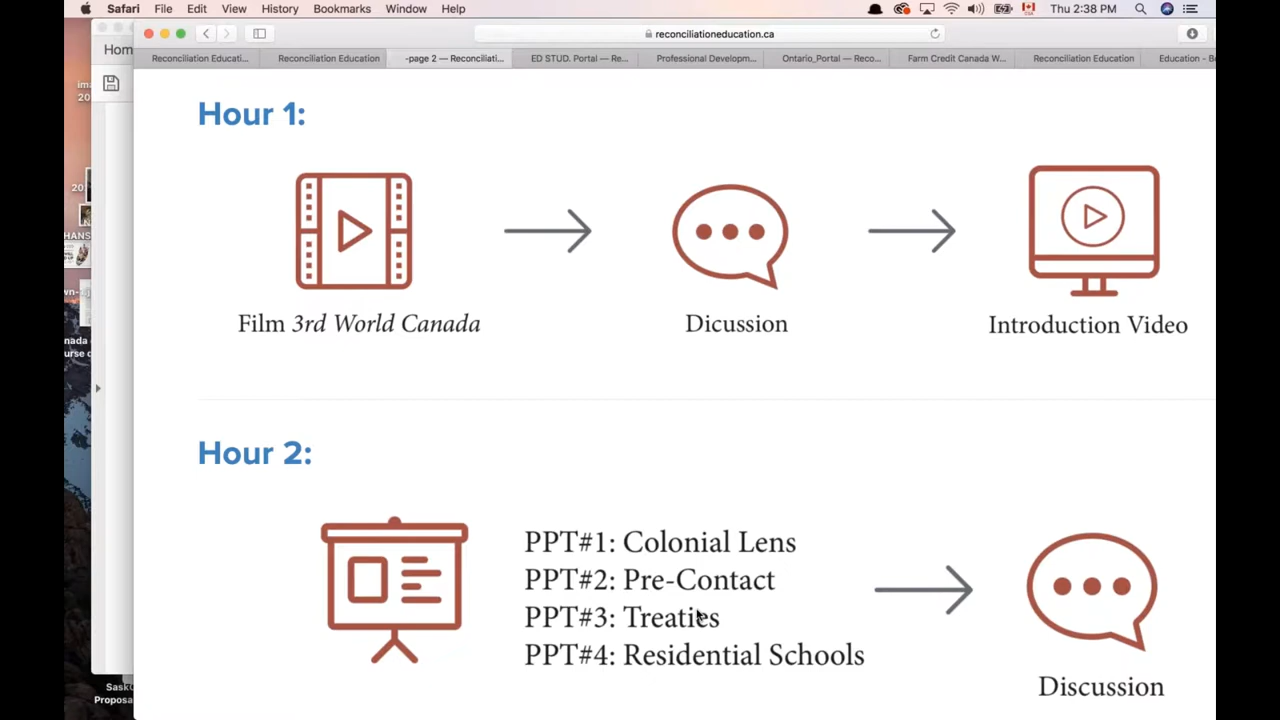 Safari File Edit View History Bookmarks Window Help Thu 2:38 PM
reconciliationeducation.ca
Hom
Reconciliation Educati... Reconciliation Education -page 2 — Reconciliati... ED STUD. Portal — Re... Professional Developm... Ontario_Portal — Reco... Farm Credit Canada W... Reconciliation Education Education - Be
Hour 1:
Film 3rd World Canada
Dicussion
Introduction Video
Hour 2:
PPT#1: Colonial Lens
PPT#2: Pre-Contact
PPT#3: Treaties
PPT#4: Residential Schools
Discussion